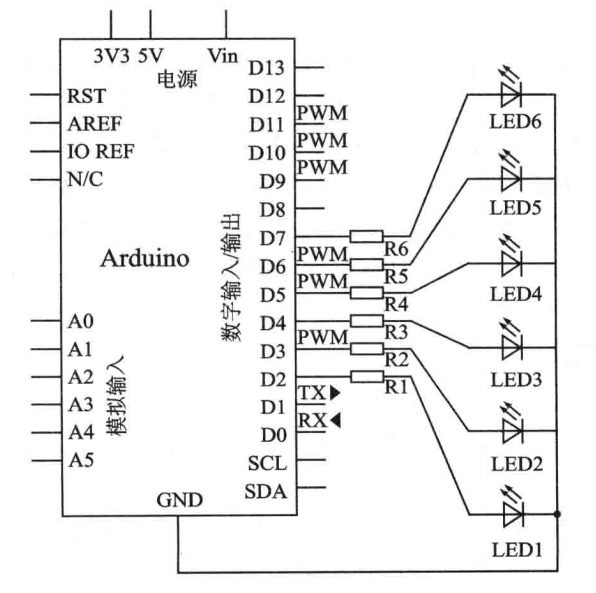 3V3 5V Vin
电源
RST
AREF
IO REF
N/C
Arduino
A0
A1
A2
A3
A4
A5
模拟输入
GND
数字输入/输出
D13
D12
D11 PWM
D10 PWM
D9 PWM
D8
D7
D6 PWM
D5 PWM
D4
D3 PWM
D2
D1 TX
D0 RX
SCL
SDA
R6
R5
R4
R3
R2
R1
LED6
LED5
LED4
LED3
LED2
LED1